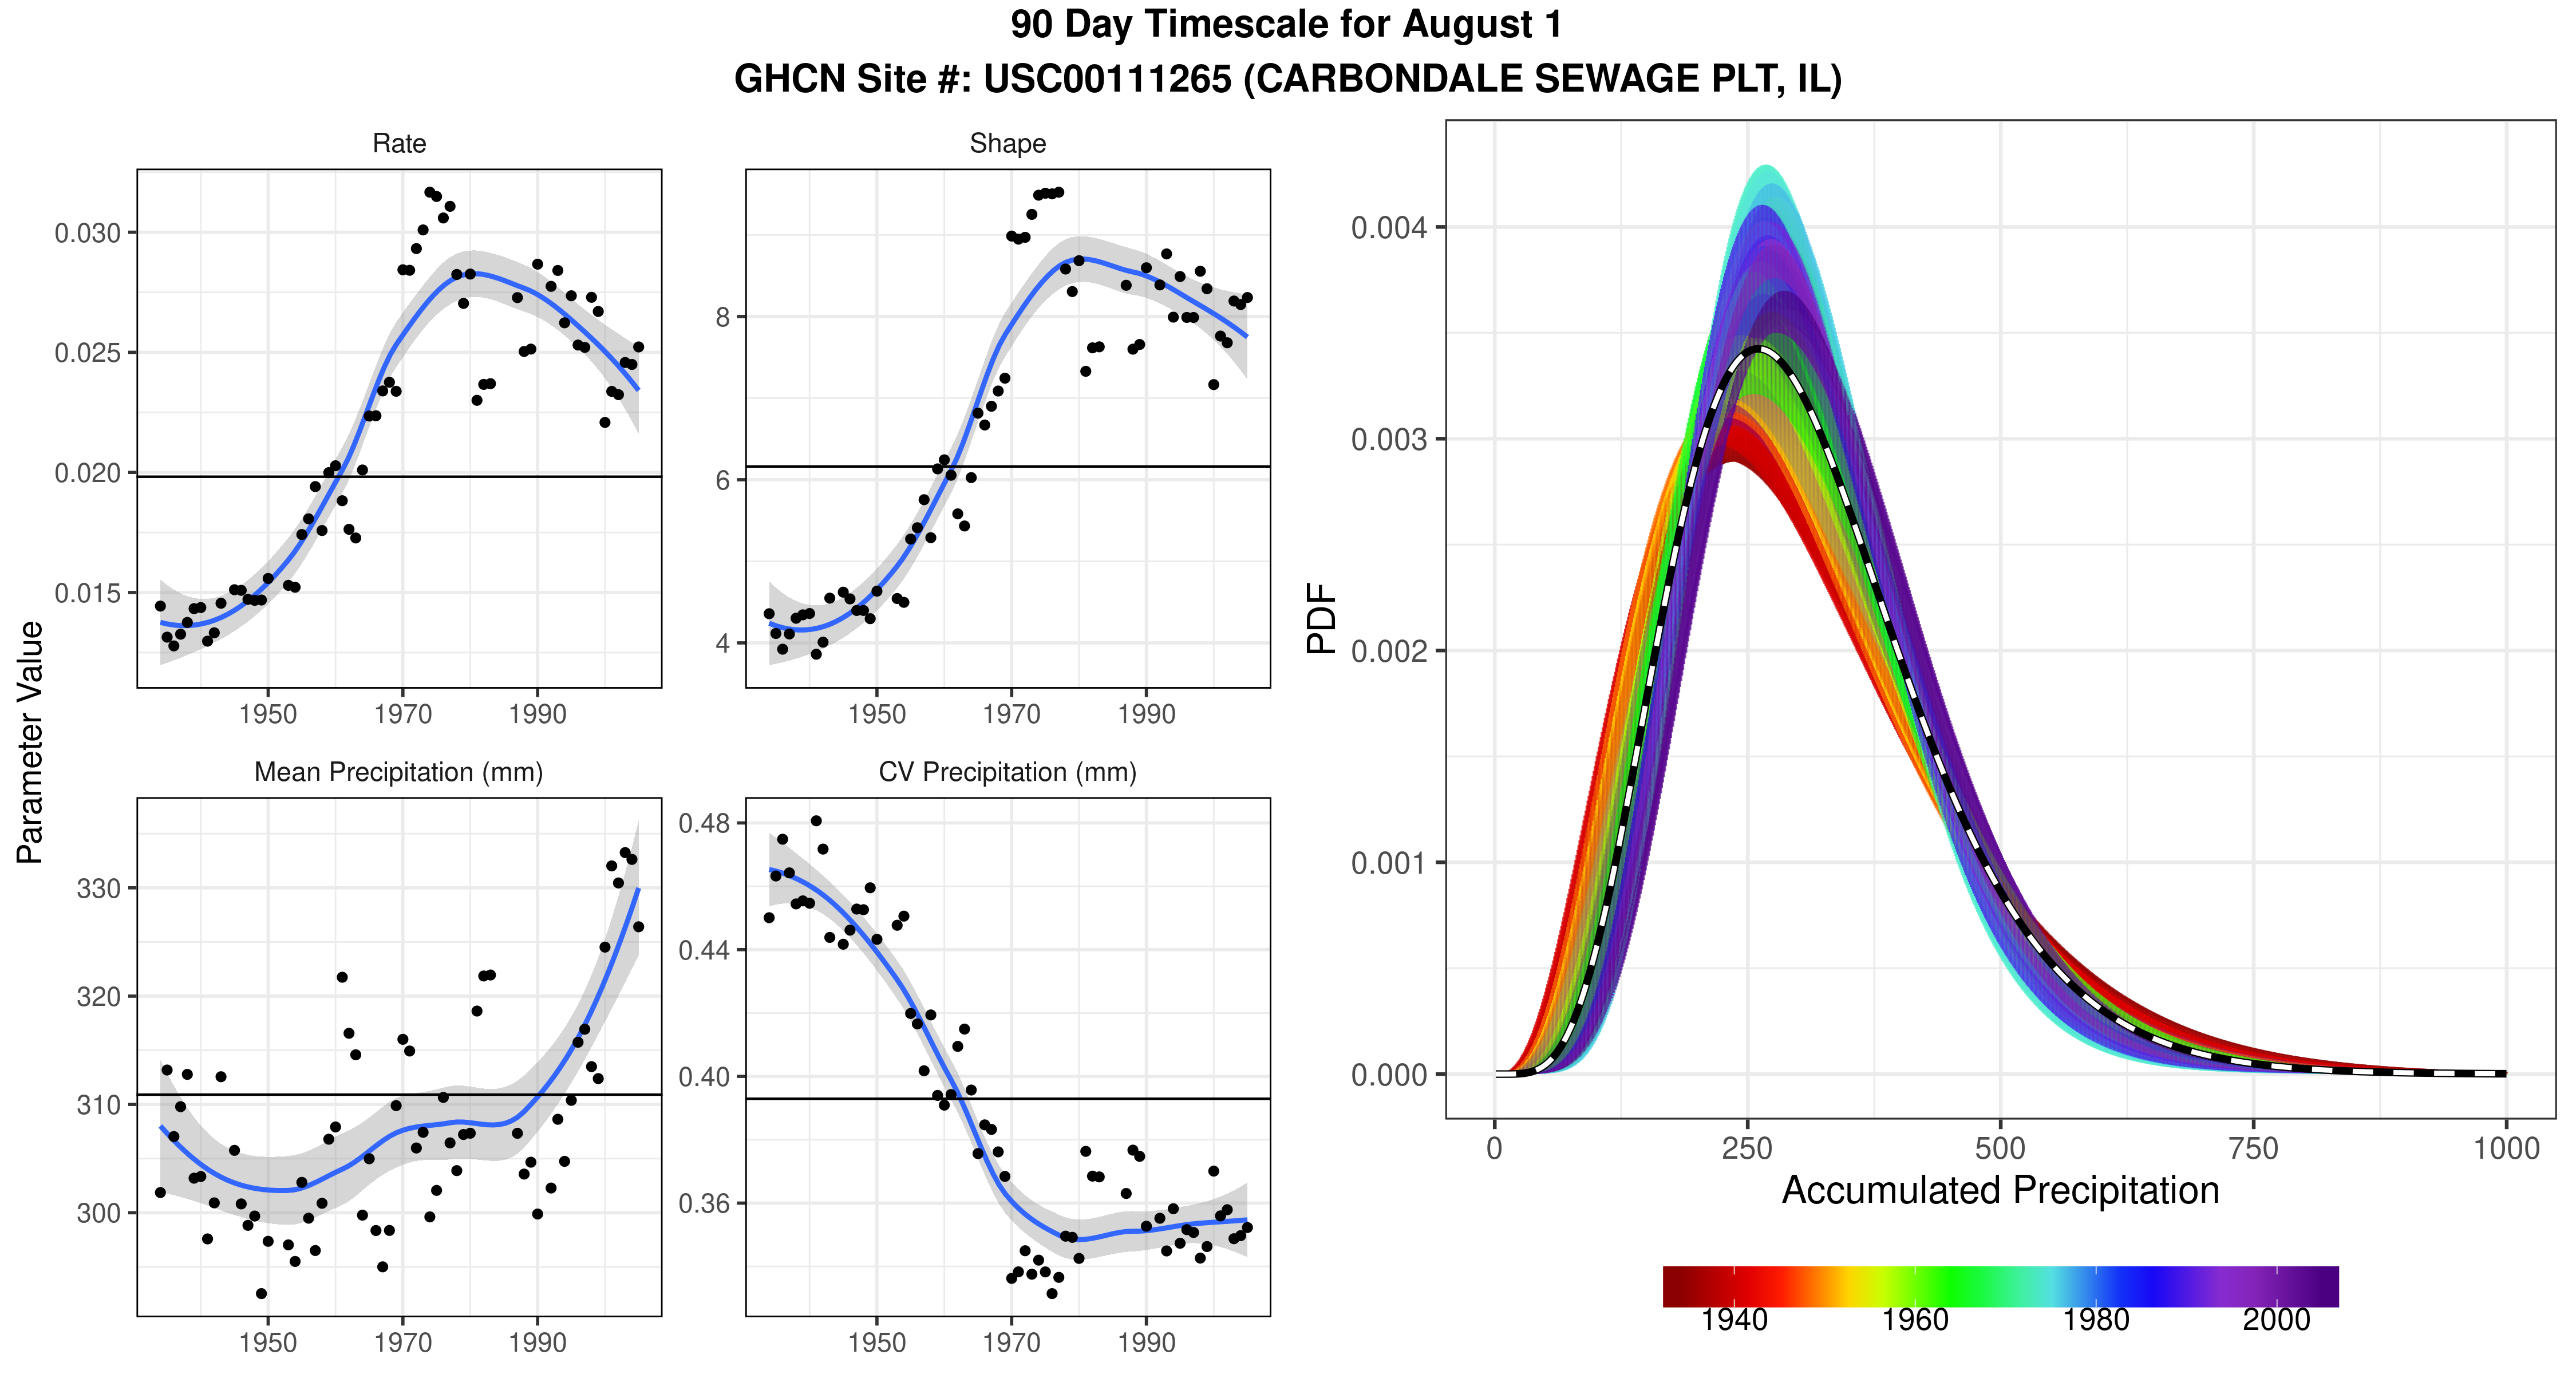 90 Day Timescale for August 1
GHCN Site #: USC00111265 (CARBONDALE SEWAGE PLT, IL)
Parameter Value
Rate
0.030
0.025
0.020
0.015
1950 1970 1990
Shape
8
6
4
1950 1970 1990
Mean Precipitation (mm)
330
320
310
300
1950 1970 1990
CV Precipitation (mm)
0.48
0.44
0.40
0.36
1950 1970 1990
PDF
0.004
0.003
0.002
0.001
0.000
0 250 500 750 1000
Accumulated Precipitation
1940 1960 1980 2000